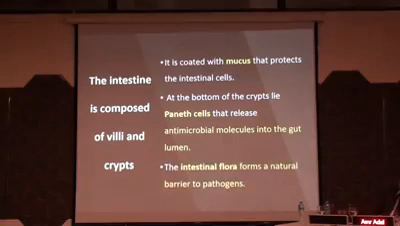 The intestine
is composed
of villi and
crypts
• It is coated with mucus that protects
the intestinal cells.
• At the bottom of the crypts lie
Paneth cells that release
antimicrobial molecules into the gut
lumen.
• The intestinal flora forms a natural
barrier to pathogens.
Amr Adel